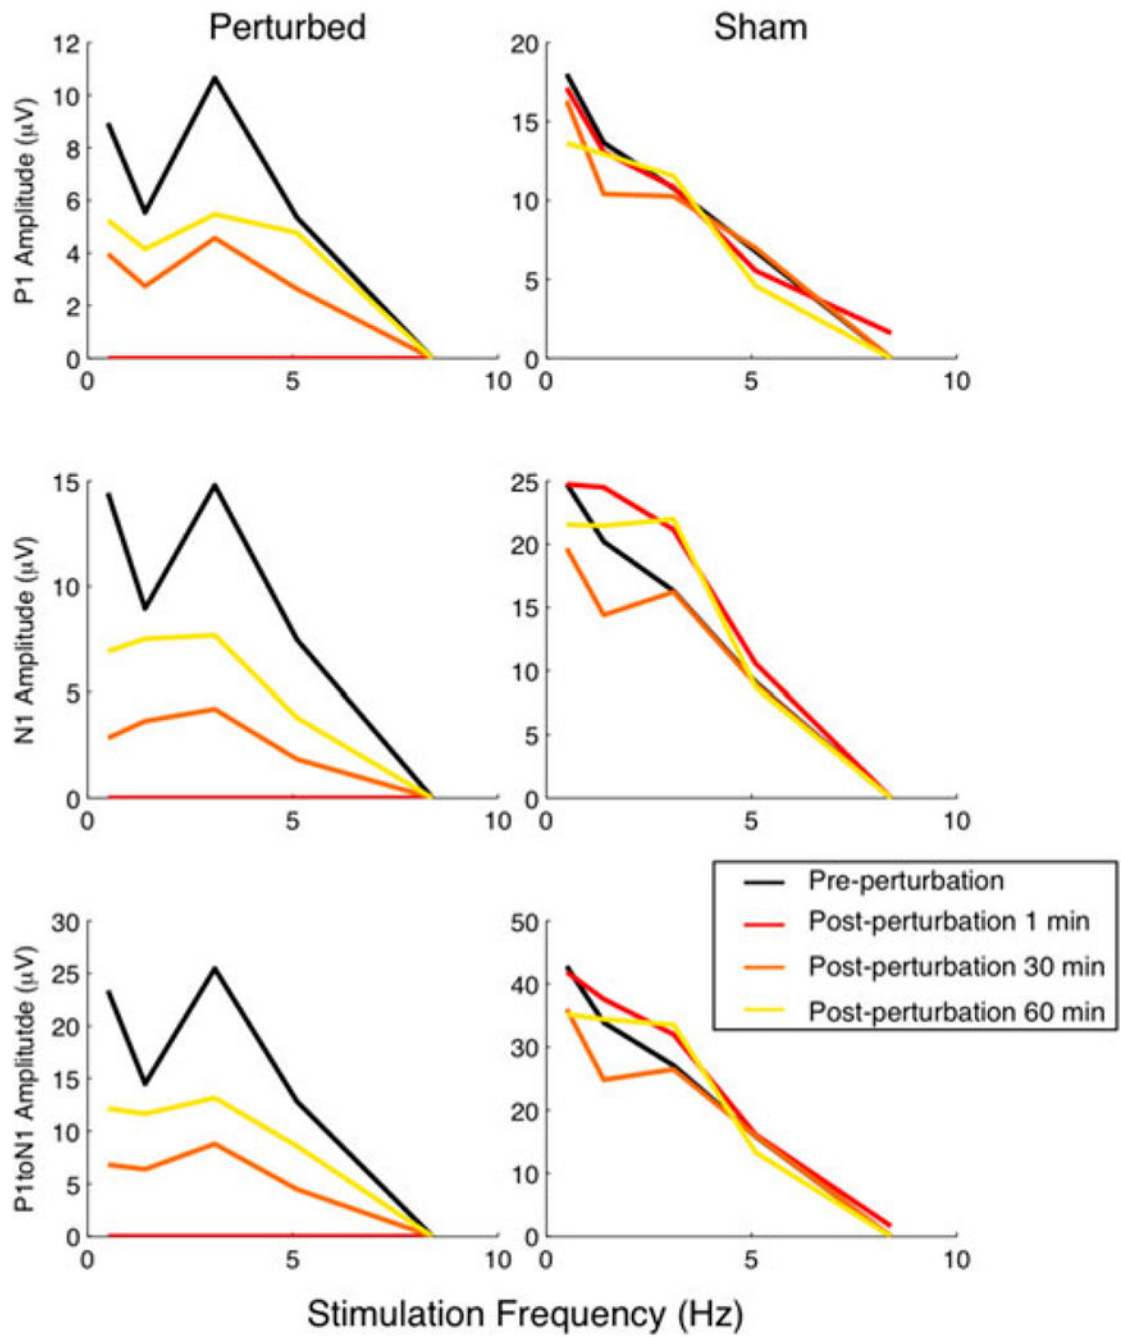 Perturbed
Sham
12
10
8
6
4
2
0
P1 Amplitude (μV)
0 5 10
20
15
10
5
0
0 5 10
15
10
5
0
N1 Amplitude (μV)
0 5 10
25
20
15
10
5
0
0 5 10
30
25
20
15
10
5
0
P1toN1 Amplitutde (μV)
0 5 10
50
40
30
20
10
0
0 5 10
Pre-perturbation
Post-perturbation 1 min
Post-perturbation 30 min
Post-perturbation 60 min
Stimulation Frequency (Hz)